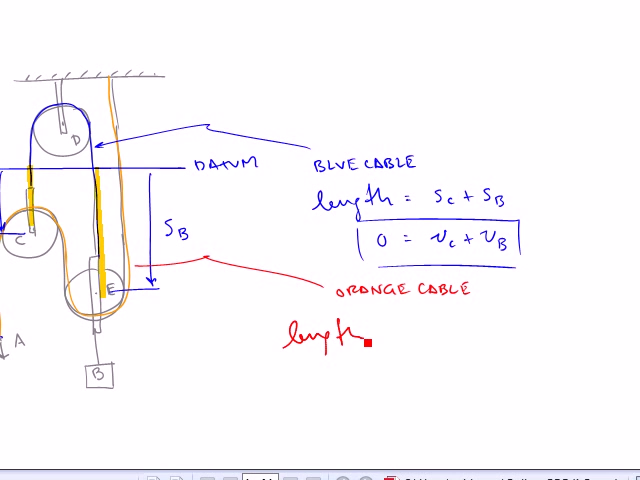 D
DATUM
BLUE CABLE
length = Sc + SB
SB
0 = vc + vB
C
E
ORANGE CABLE
length
A
B